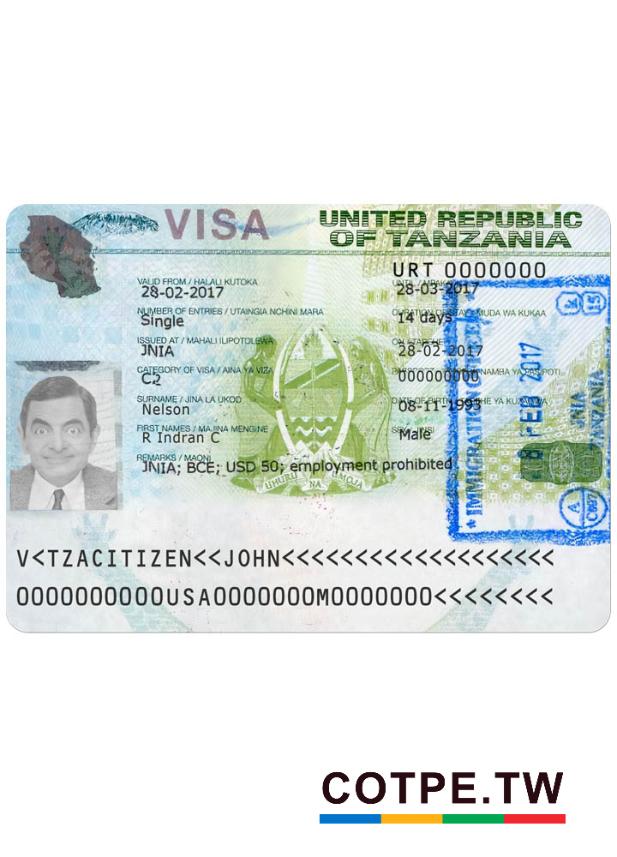 VISA
UNITED REPUBLIC
OF TANZANIA
URT 0000000
VALID FROM / HALALI KUTOKA
28-02-2017
28-03-2017
NUMBER OF ENTRIES / UTAINGIA NCHINI MARA
Single
MUDA WA KUKAA
14 days
ISSUED AT / MAHALI ILIPOTOLEWA
JNIA
28-02-2017
CATEGORY OF VISA / AINA YA VIZA
C2
000000000
SURNAME / JINA LA UKOO
Nelson
08-11-1993
FIRST NAMES / MAJINA MENGINE
R Indran C
Male
REMARKS / MAONI
JNIA; BCE; USD 50; employment prohibited
UHURU NA UMOJA
* IMMIGRATION
FEB 2017
JNIA
TANZANIA
A
V<TZACITIZEN<<JOHN<<<<<<<<<<<<<<<<<<<<
0000000000USA0000000M0000000<<<<<<<<
COTPE.TW